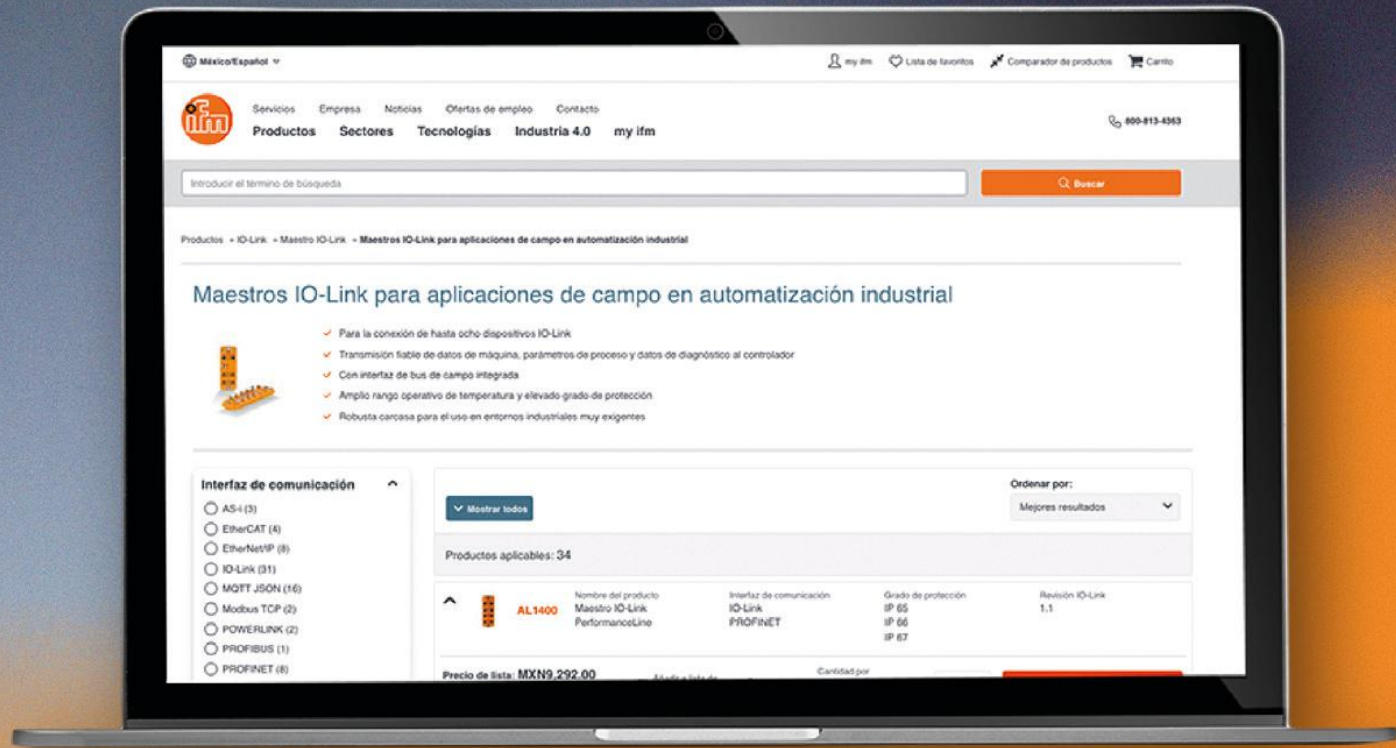 México/Español
my ifm Lista de favoritos Comparador de productos Carrito
ifm
Servicios Empresa Noticias Ofertas de empleo Contacto
Productos Sectores Tecnologías Industria 4.0 my ifm
800-813-4363
Introducir el término de búsqueda
Buscar
Productos » IO-Link » Maestro IO-Link » Maestros IO-Link para aplicaciones de campo en automatización industrial
Maestros IO-Link para aplicaciones de campo en automatización industrial
Para la conexión de hasta ocho dispositivos IO-Link
Transmisión fiable de datos de máquina, parámetros de proceso y datos de diagnóstico al controlador
Con interfaz de bus de campo integrada
Amplio rango operativo de temperatura y elevado grado de protección
Robusta carcasa para el uso en entornos industriales muy exigentes
Interfaz de comunicación
AS-i (3)
EtherCAT (4)
EtherNet/IP (8)
IO-Link (31)
MQTT JSON (16)
Modbus TCP (2)
POWERLINK (2)
PROFIBUS (1)
PROFINET (8)
Mostrar todos
Ordenar por:
Mejores resultados
Productos aplicables: 34
AL1400
Nombre del producto
Maestro IO-Link
PerformanceLine
Interfaz de comunicación
IO-Link
PROFINET
Grado de protección
IP 65
IP 66
IP 67
Revisión IO-Link
1.1
Precio de lista: MXN9,292.00
Añadir a lista de
Cantidad por